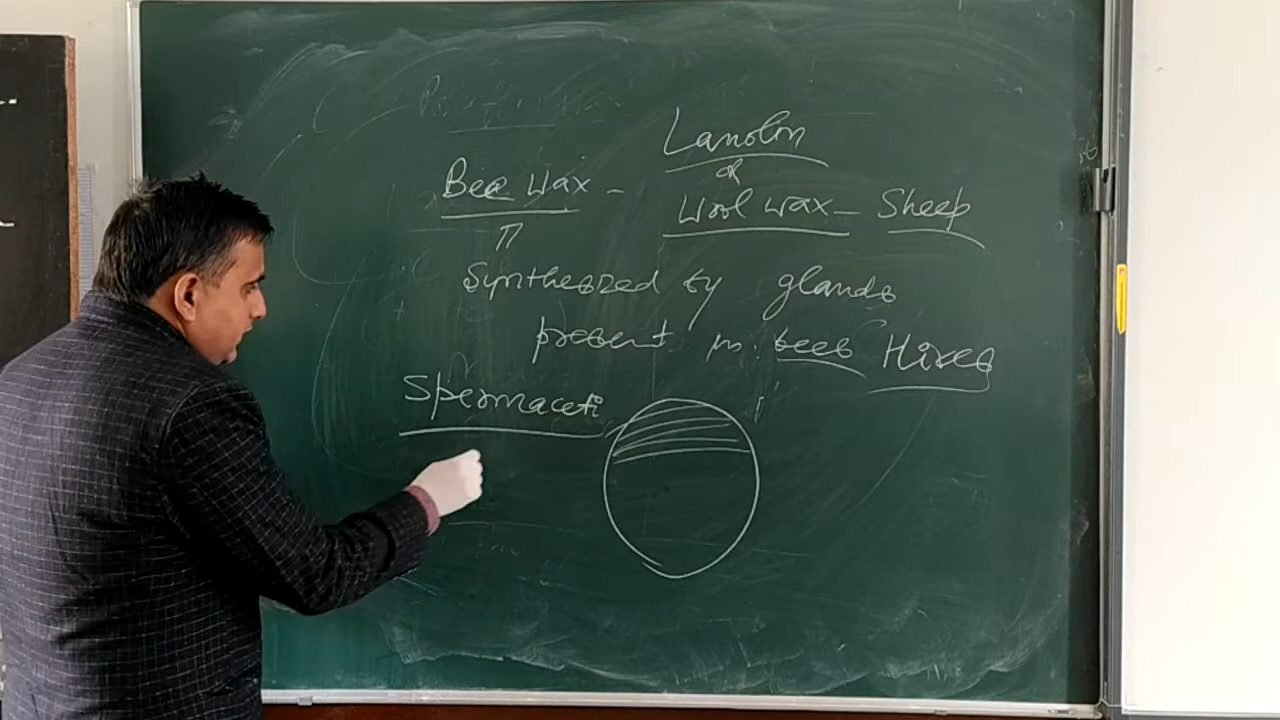 Lanolin
or
Bee Wax - Wool wax - Sheep
Synthesized by glands
present in bees Hives
Spermaceti